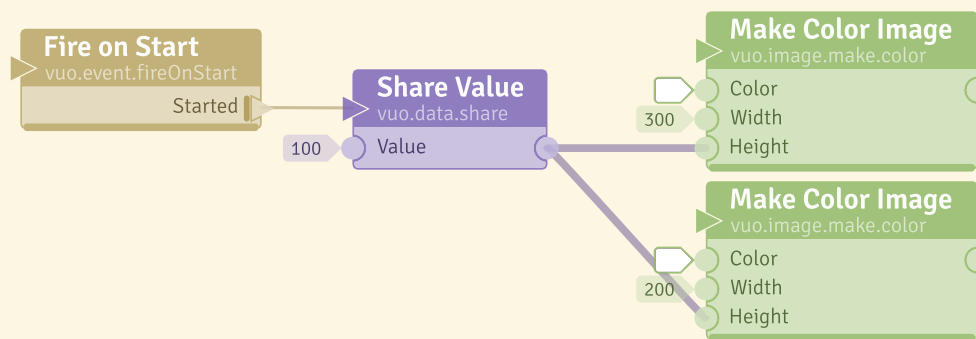 Fire on Start
vuo.event.fireOnStart
Started
Share Value
vuo.data.share
100
Value
Make Color Image
vuo.image.make.color
Color
300
Width
Height
Make Color Image
vuo.image.make.color
Color
200
Width
Height